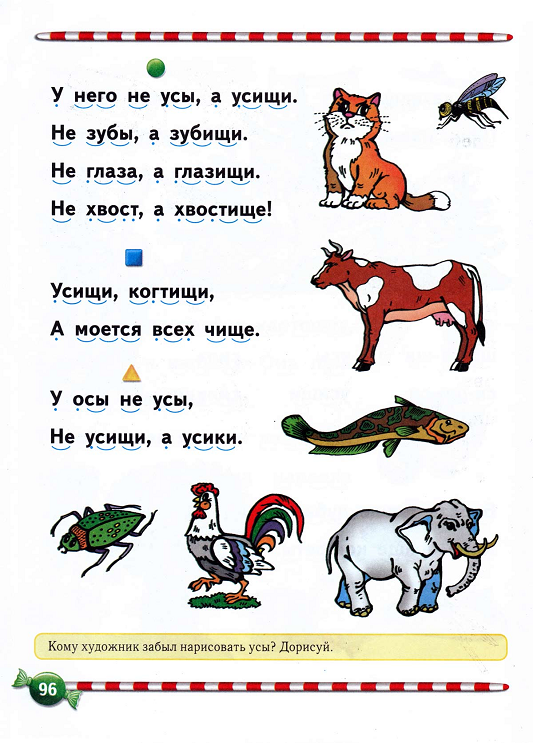 У него не усы, а усищи.
Не зубы, а зубищи.
Не глаза, а глазищи.
Не хвост, а хвостище!
Усищи, когтищи,
А моется всех чище.
У осы не усы,
Не усищи, а усики.
Кому художник забыл нарисовать усы? Дорисуй.
96